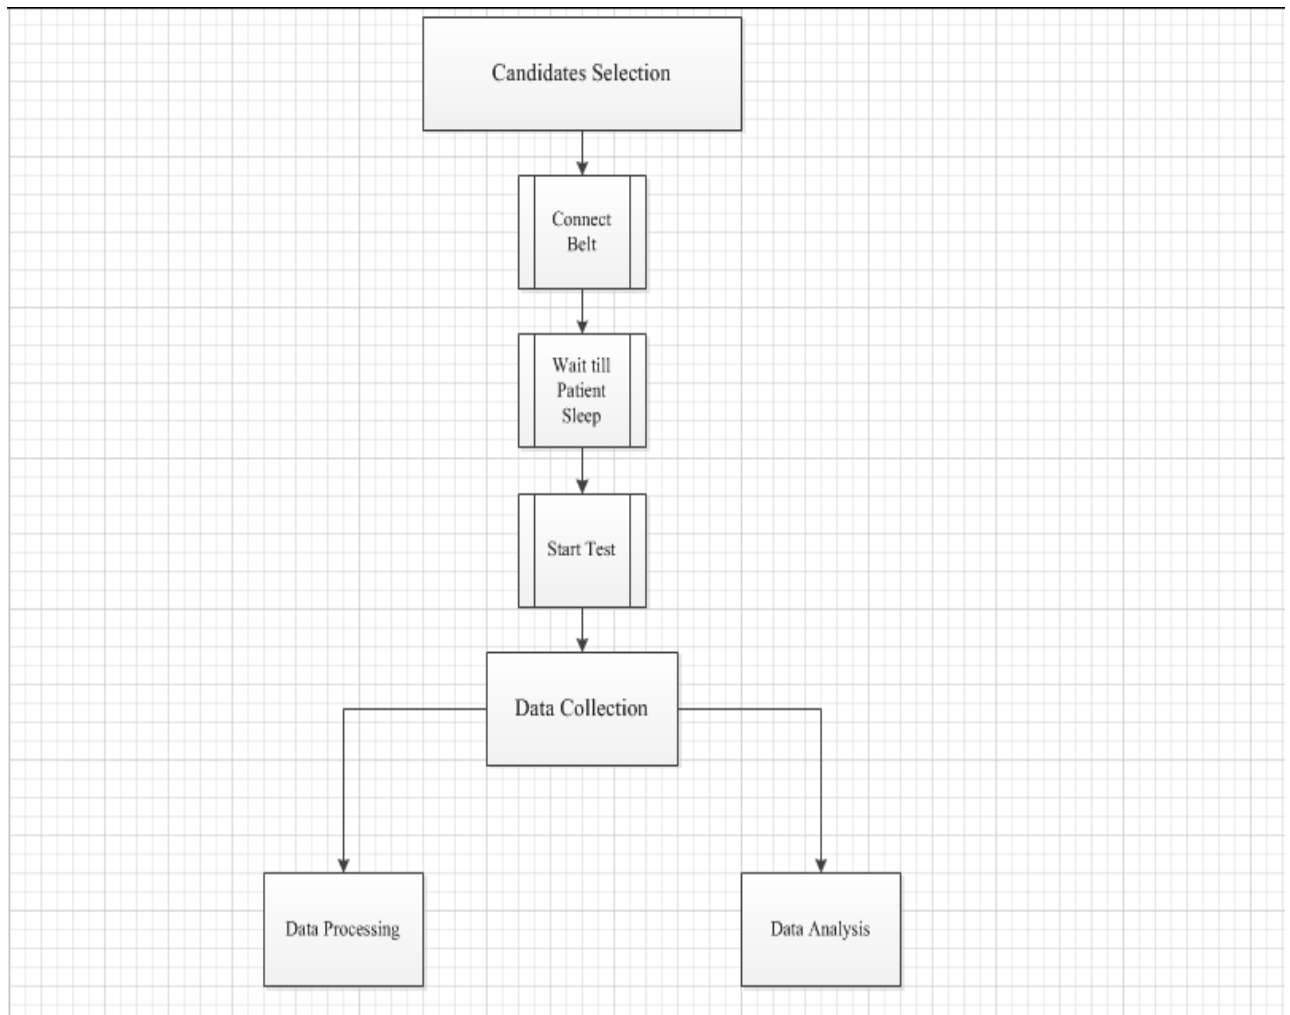 Candidates Selection
Connect
Belt
Wait till
Patient
Sleep
Start Test
Data Collection
Data Processing
Data Analysis